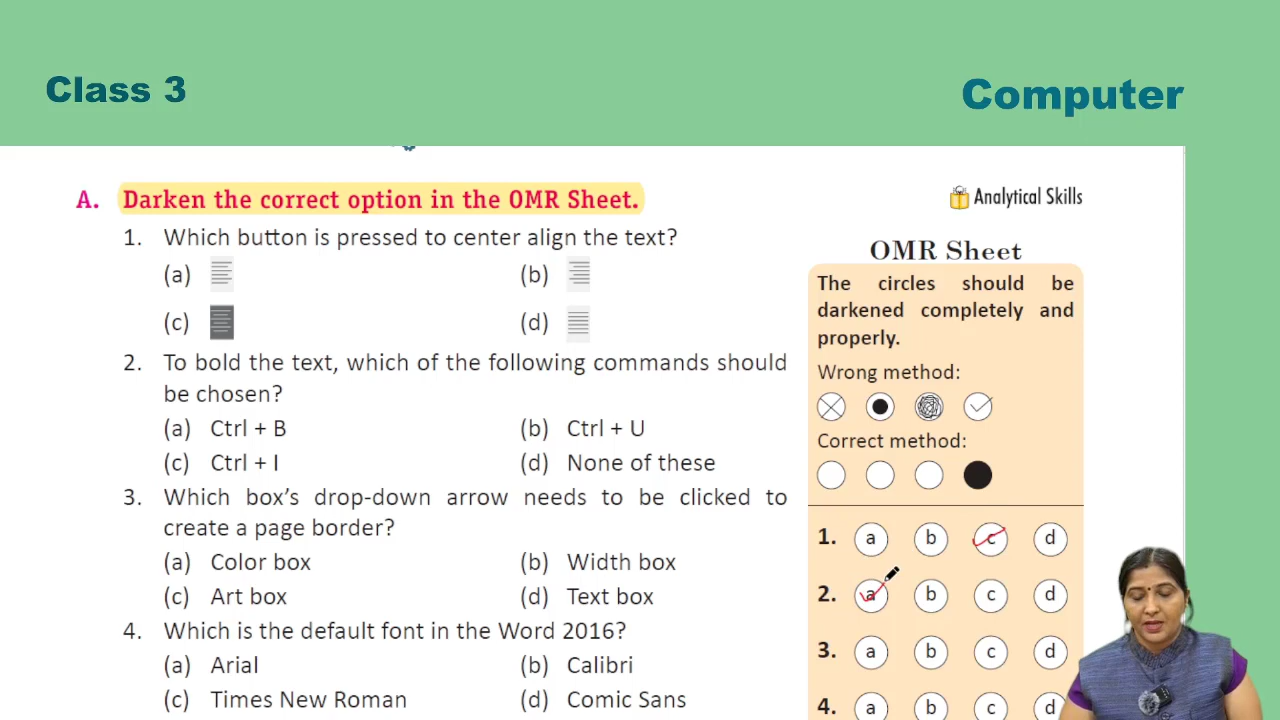 Class 3
Computer
A. Darken the correct option in the OMR Sheet.
Analytical Skills
1. Which button is pressed to center align the text?
(a)
(b)
(c)
(d)
2. To bold the text, which of the following commands should
be chosen?
(a) Ctrl + B
(b) Ctrl + U
(c) Ctrl + I
(d) None of these
3. Which box's drop-down arrow needs to be clicked to
create a page border?
(a) Color box
(b) Width box
(c) Art box
(d) Text box
4. Which is the default font in the Word 2016?
(a) Arial
(b) Calibri
(c) Times New Roman
(d) Comic Sans
OMR Sheet
The circles should be
darkened completely and
properly.
Wrong method:
Correct method:
1. a b c d
2. a b c d
3. a b c d
4. a b c d